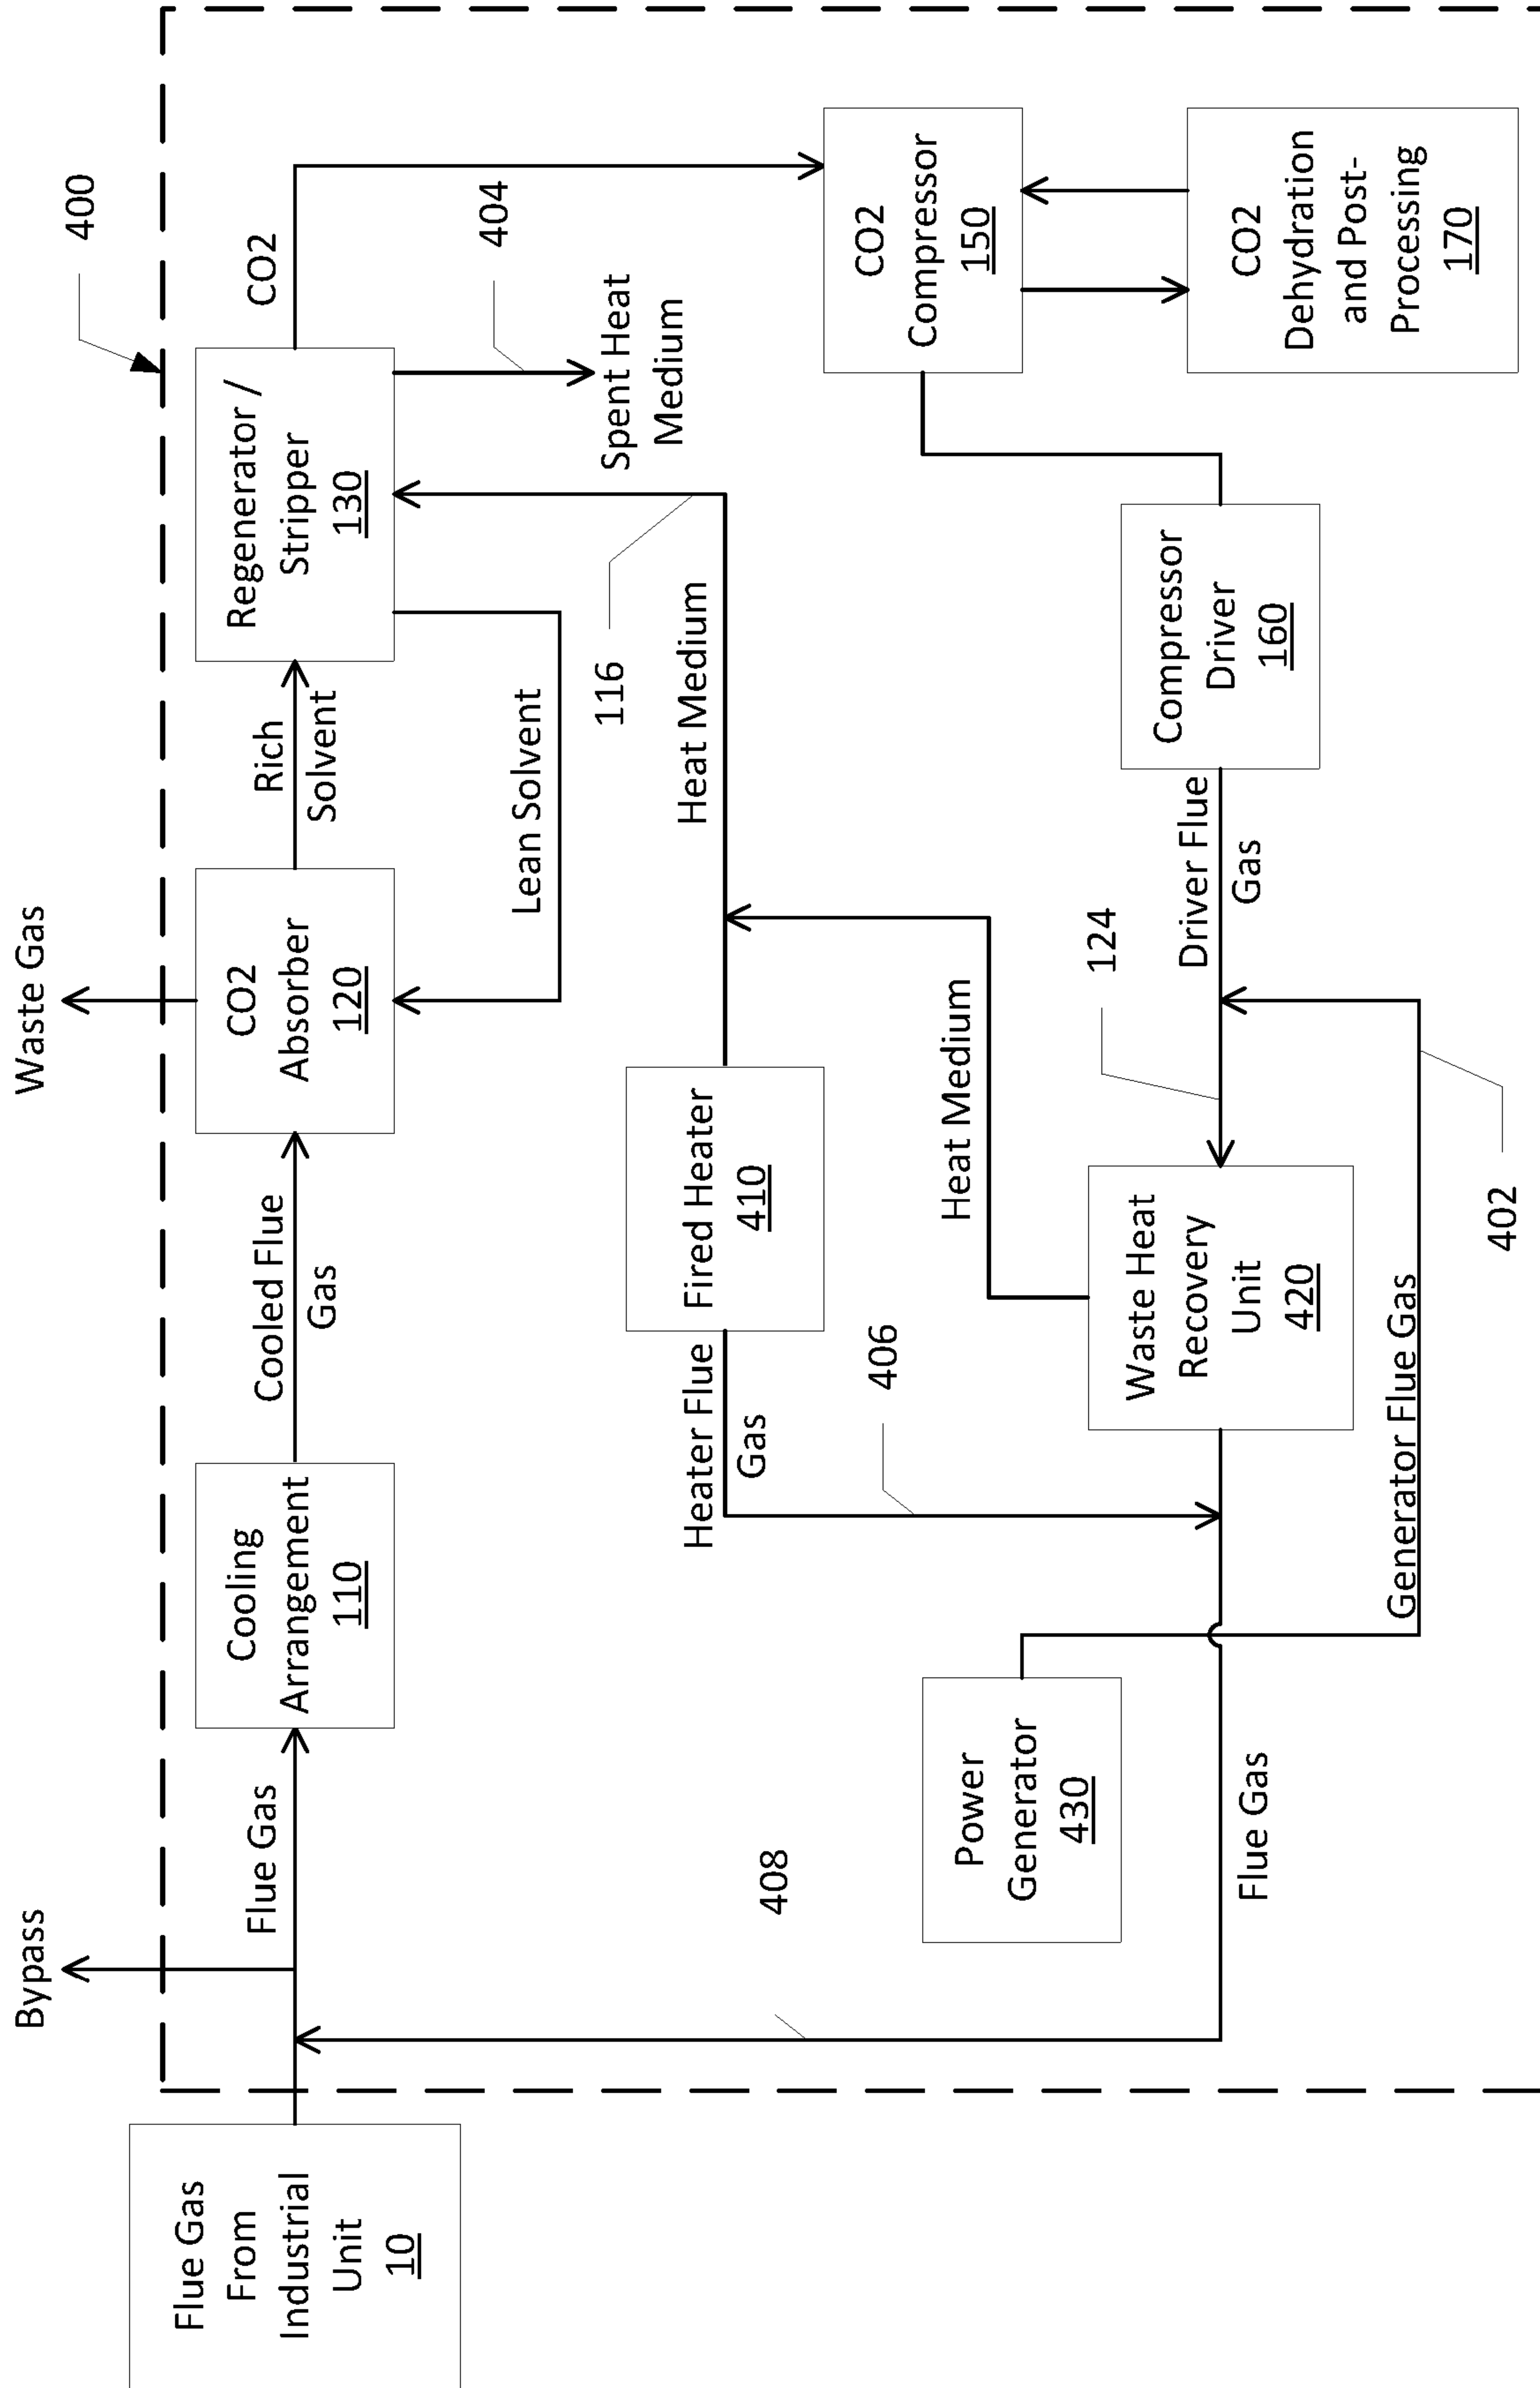 400
Bypass
Waste Gas
Flue Gas
From
Industrial
Unit
10
Flue Gas
Cooling
Arrangement
110
Cooled Flue
Gas
CO2
Absorber
120
Rich
Solvent
Regenerator /
Stripper
130
CO2
Lean Solvent
404
Spent Heat
Medium
116
Heat Medium
Heater Flue
Gas
Fired Heater
410
406
408
Heat Medium
CO2
Compressor
150
Power
Generator
430
Flue Gas
Waste Heat
Recovery
Unit
420
124
Driver Flue
Gas
Compressor
Driver
160
CO2
Dehydration
and Post-
Processing
170
Generator Flue Gas
402